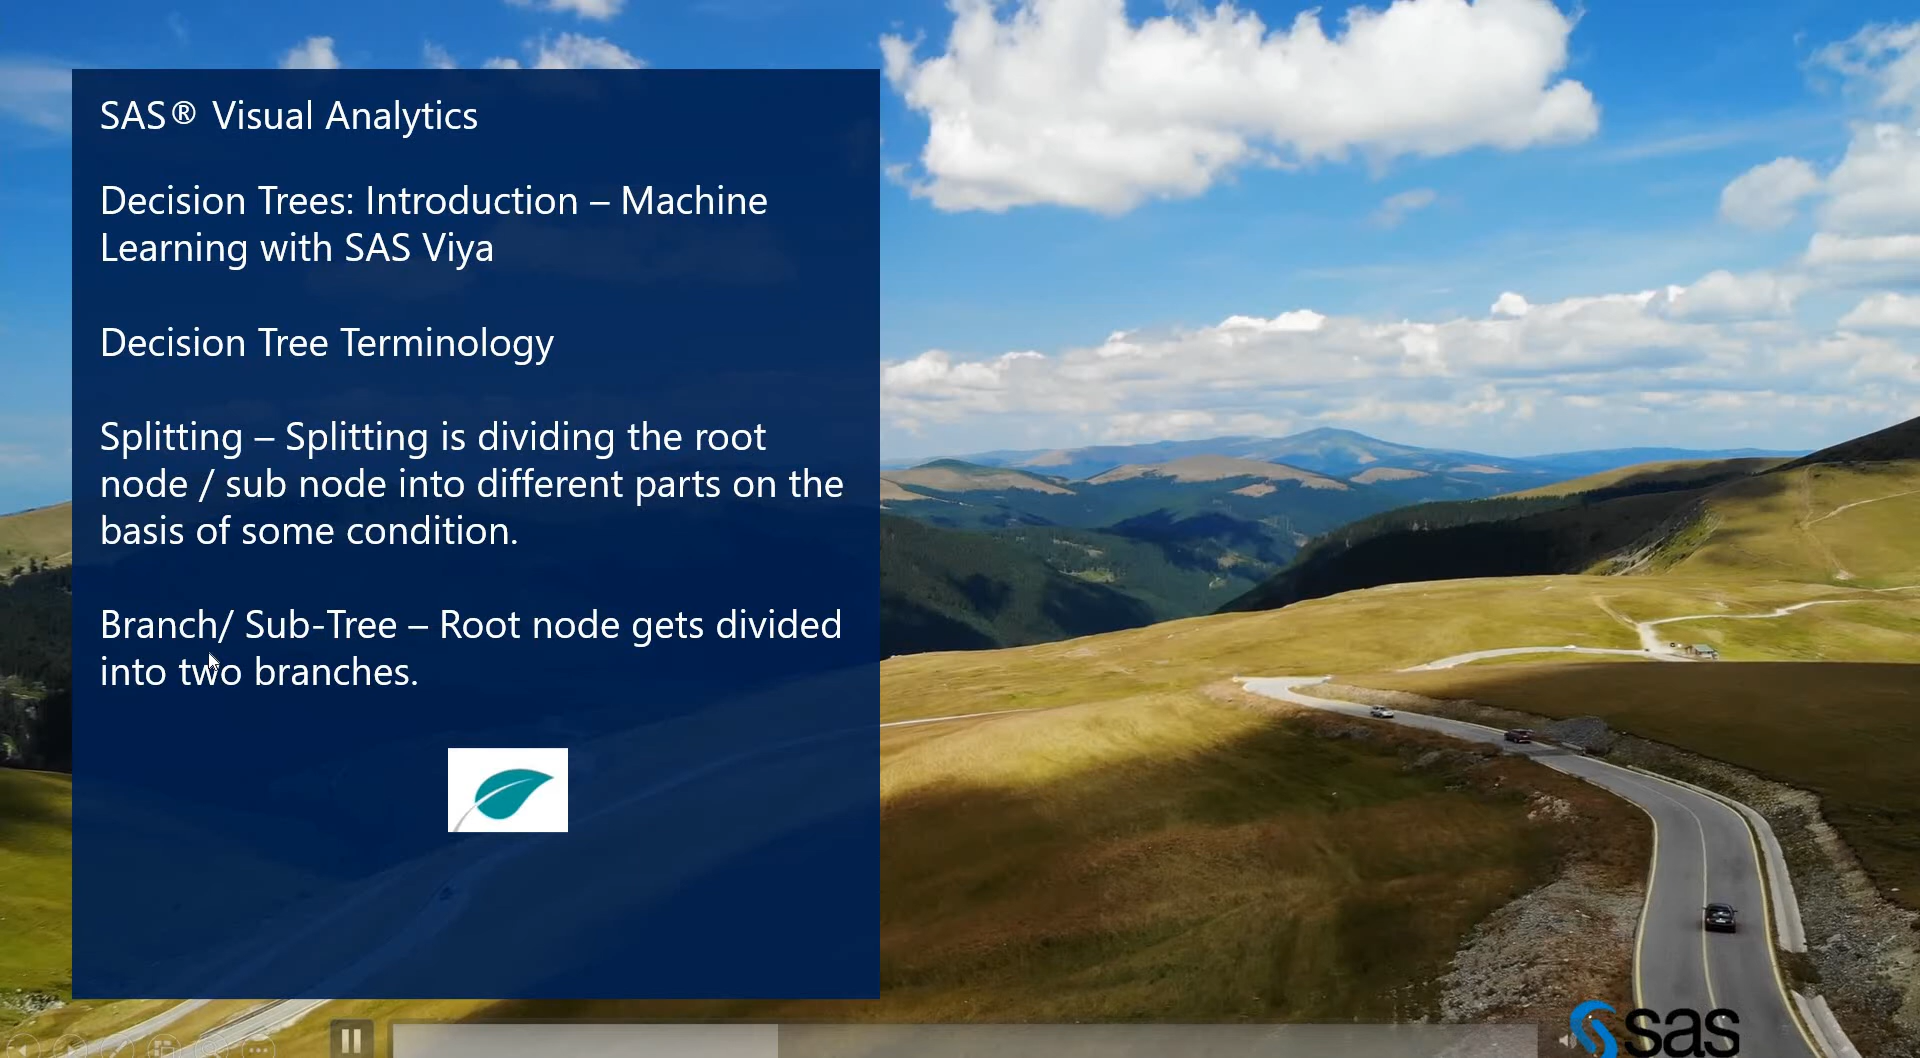 SAS® Visual Analytics
Decision Trees: Introduction – Machine
Learning with SAS Viya
Decision Tree Terminology
Splitting – Splitting is dividing the root
node / sub node into different parts on the
basis of some condition.
Branch/ Sub-Tree – Root node gets divided
into two branches.
sas